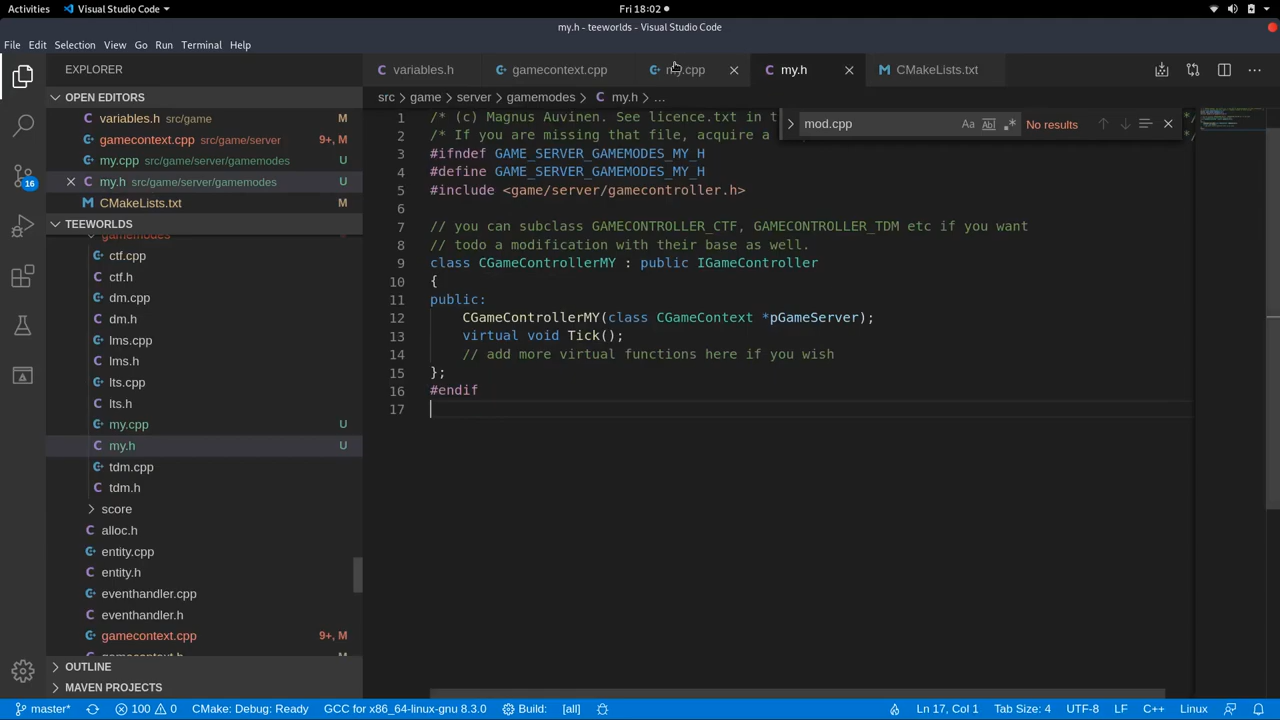 Activities
Visual Studio Code
Fri 18:02
my.h - teeworlds - Visual Studio Code
File Edit Selection View Go Run Terminal Help
EXPLORER
OPEN EDITORS
variables.h src/game M
gamecontext.cpp src/game/server 9+, M
my.cpp src/game/server/gamemodes U
my.h src/game/server/gamemodes U
CMakeLists.txt M
16
TEEWORLDS
gamemodes
ctf.cpp
ctf.h
dm.cpp
dm.h
lms.cpp
lms.h
lts.cpp
lts.h
my.cpp U
my.h U
tdm.cpp
tdm.h
score
alloc.h
entity.cpp
entity.h
eventhandler.cpp
eventhandler.h
gamecontext.cpp 9+, M
gamecontext.h M
OUTLINE
MAVEN PROJECTS
variables.h
gamecontext.cpp
my.cpp
my.h
CMakeLists.txt
src game server gamemodes my.h ...
mod.cpp
Aa Abl No results
1 /* (c) Magnus Auvinen. See licence.txt in t
2 /* If you are missing that file, acquire a */
3 #ifndef GAME_SERVER_GAMEMODES_MY_H
4 #define GAME_SERVER_GAMEMODES_MY_H
5 #include <game/server/gamecontroller.h>
6
7 // you can subclass GAMECONTROLLER_CTF, GAMECONTROLLER_TDM etc if you want
8 // todo a modification with their base as well.
9 class CGameControllerMY : public IGameController
10 {
11 public:
12 CGameControllerMY(class CGameContext *pGameServer);
13 virtual void Tick();
14 // add more virtual functions here if you wish
15 };
16 #endif
17
master* 100 0 CMake: Debug: Ready GCC for x86_64-linux-gnu 8.3.0 Build: [all] Ln 17, Col 1 Tab Size: 4 UTF-8 LF C++ Linux